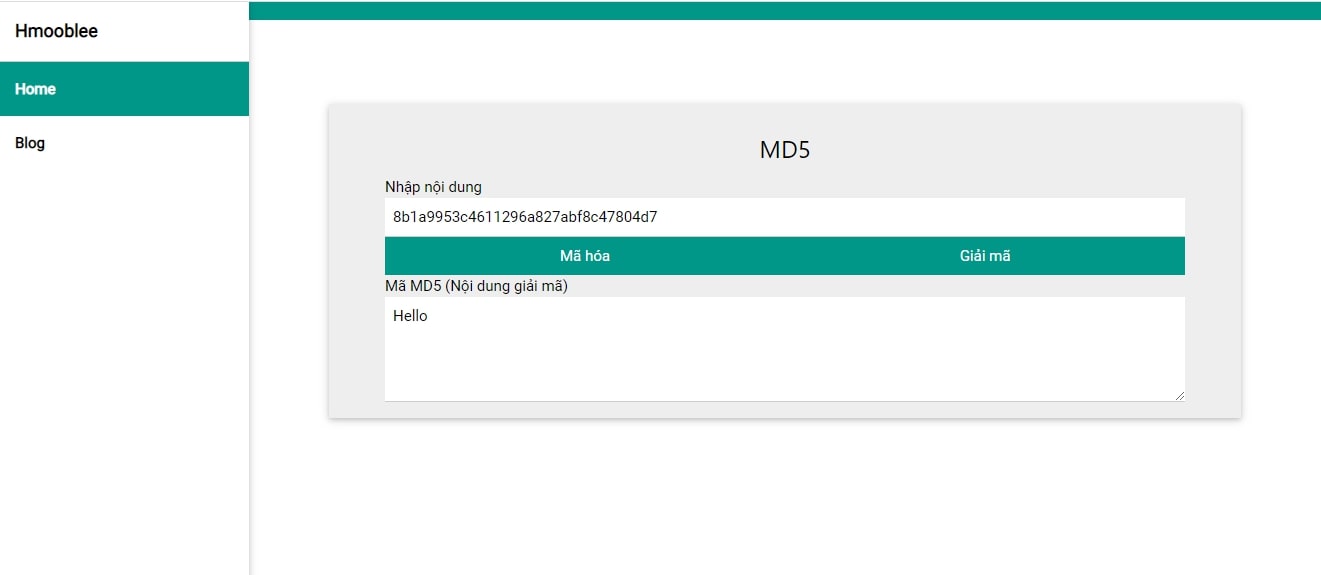 Hmooblee
Home
Blog
MD5
Nhập nội dung
8b1a9953c4611296a827abf8c47804d7
Mã hóa Giải mã
Mã MD5 (Nội dung giải mã)
Hello